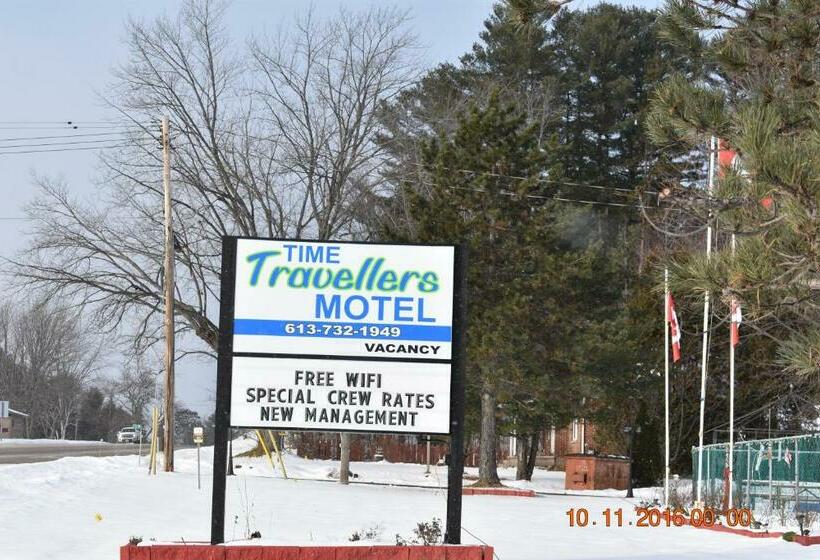 TIME
Travellers
MOTEL
613-732-1949
VACANCY
FREE WIFI
SPECIAL CREW RATES
NEW MANAGEMENT
10.11.2016 00:00